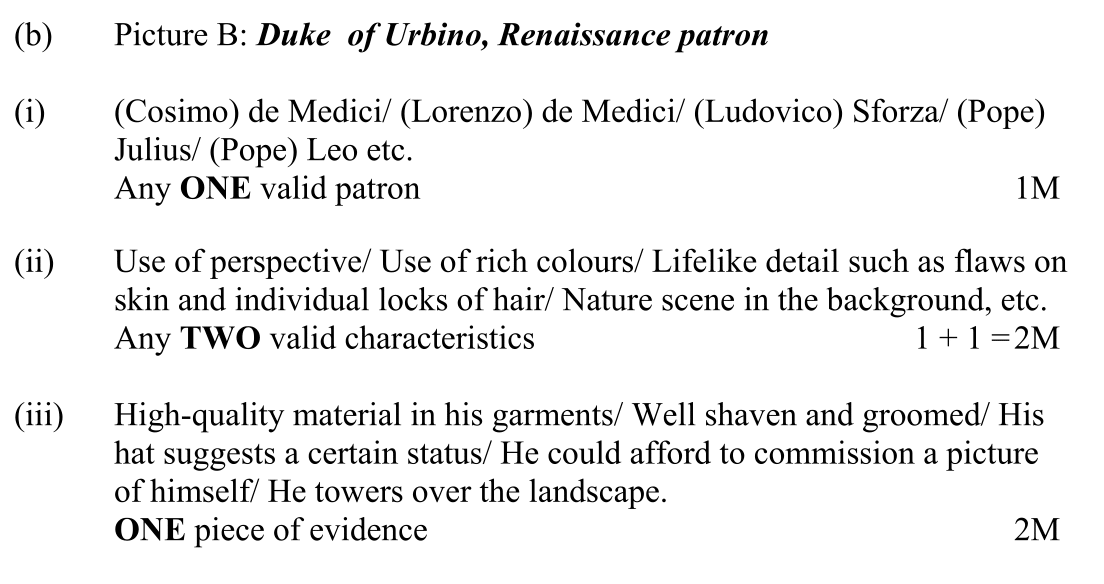 (b) Picture B: Duke of Urbino, Renaissance patron
(i) (Cosimo) de Medici/ (Lorenzo) de Medici/ (Ludovico) Sforza/ (Pope)
Julius/ (Pope) Leo etc.
Any ONE valid patron 1M
(ii) Use of perspective/ Use of rich colours/ Lifelike detail such as flaws on
skin and individual locks of hair/ Nature scene in the background, etc.
Any TWO valid characteristics 1 + 1 =2M
(iii) High-quality material in his garments/ Well shaven and groomed/ His
hat suggests a certain status/ He could afford to commission a picture
of himself/ He towers over the landscape.
ONE piece of evidence 2M